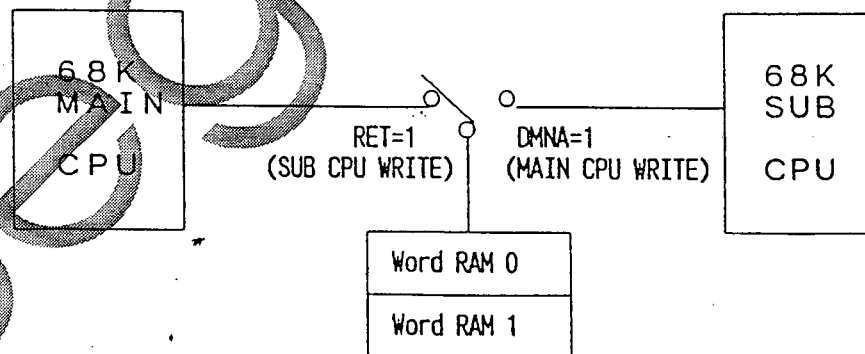 68K
MAIN
CPU
RET=1
(SUB CPU WRITE)
DMNA=1
(MAIN CPU WRITE)
68K
SUB
CPU
Word RAM 0
Word RAM 1